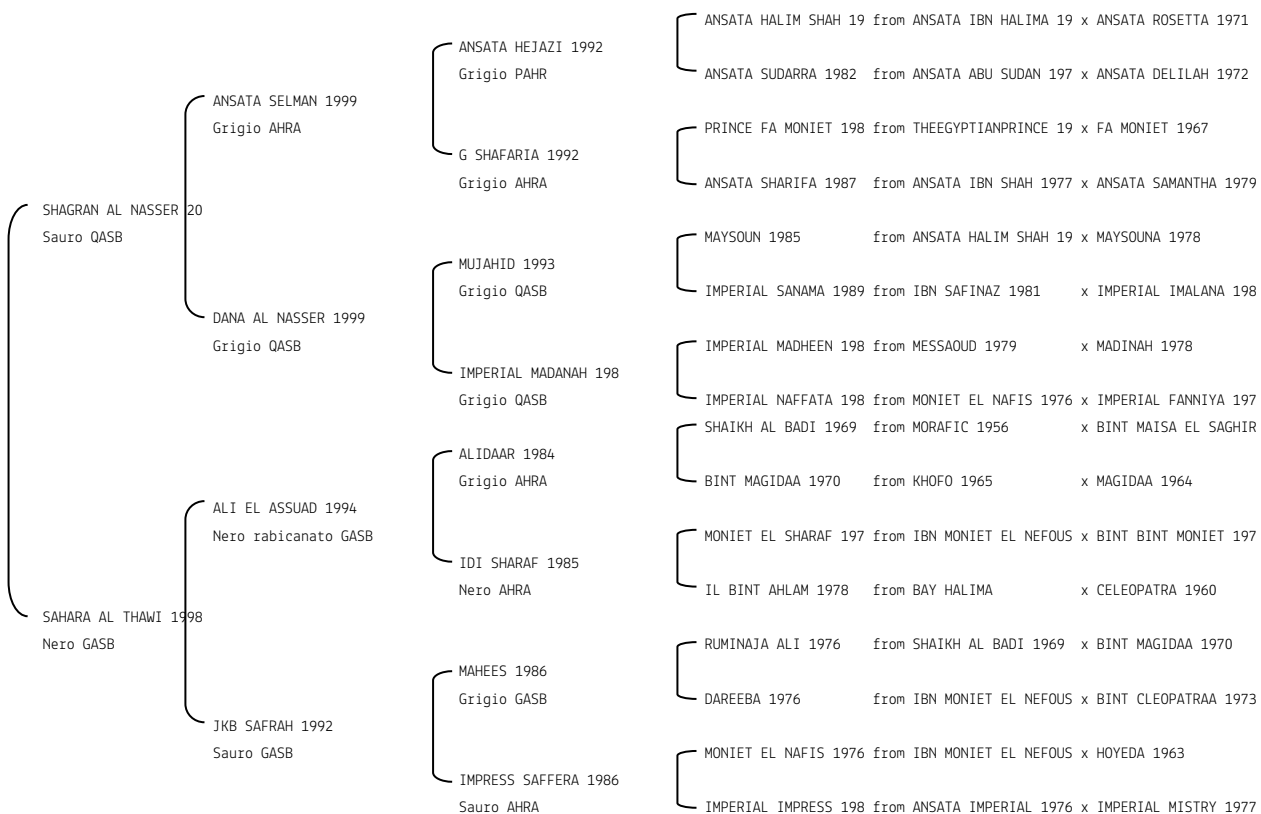 ANSATA HALIM SHAH 19 from ANSATA IBN HALIMA 19 x ANSATA ROSETTA 1971
ANSATA HEJAZI 1992
Grigio PAHR
ANSATA SUDARRA 1982 from ANSATA ABU SUDAN 197 x ANSATA DELILAH 1972
ANSATA SELMAN 1999
Grigio AHRA
PRINCE FA MONIET 198 from THEEGYPTIANPRINCE 19 x FA MONIET 1967
G SHAFARIA 1992
Grigio AHRA
ANSATA SHARIFA 1987 from ANSATA IBN SHAH 1977 x ANSATA SAMANTHA 1979
SHAGRAN AL NASSER 20
Sauro QASB
MAYSOUN 1985 from ANSATA HALIM SHAH 19 x MAYSOUNA 1978
MUJAHID 1993
Grigio QASB
IMPERIAL SANAMA 1989 from IBN SAFINAZ 1981 x IMPERIAL IMALANA 198
DANA AL NASSER 1999
Grigio QASB
IMPERIAL MADHEEN 198 from MESSAOUD 1979 x MADINAH 1978
IMPERIAL MADANAH 198
Grigio QASB
IMPERIAL NAFFATA 198 from MONIET EL NAFIS 1976 x IMPERIAL FANNIYA 197
SHAIKH AL BADI 1969 from MORAFIC 1956 x BINT MAISA EL SAGHIR
ALIDAAR 1984
Grigio AHRA
BINT MAGIDAA 1970 from KHOFO 1965 x MAGIDAA 1964
ALI EL ASSUAD 1994
Nero rabicanato GASB
MONIET EL SHARAF 197 from IBN MONIET EL NEFOUS x BINT BINT MONIET 197
IDI SHARAF 1985
Nero AHRA
IL BINT AHLAM 1978 from BAY HALIMA x CELEOPATRA 1960
SAHARA AL THAWI 1998
Nero GASB
RUMINAJA ALI 1976 from SHAIKH AL BADI 1969 x BINT MAGIDAA 1970
MAHEES 1986
Grigio GASB
DAREEBA 1976 from IBN MONIET EL NEFOUS x BINT CLEOPATRAA 1973
JKB SAFRAH 1992
Sauro GASB
MONIET EL NAFIS 1976 from IBN MONIET EL NEFOUS x HOYEDA 1963
IMPRESS SAFFERA 1986
Sauro AHRA
IMPERIAL IMPRESS 198 from ANSATA IMPERIAL 1976 x IMPERIAL MISTRY 1977